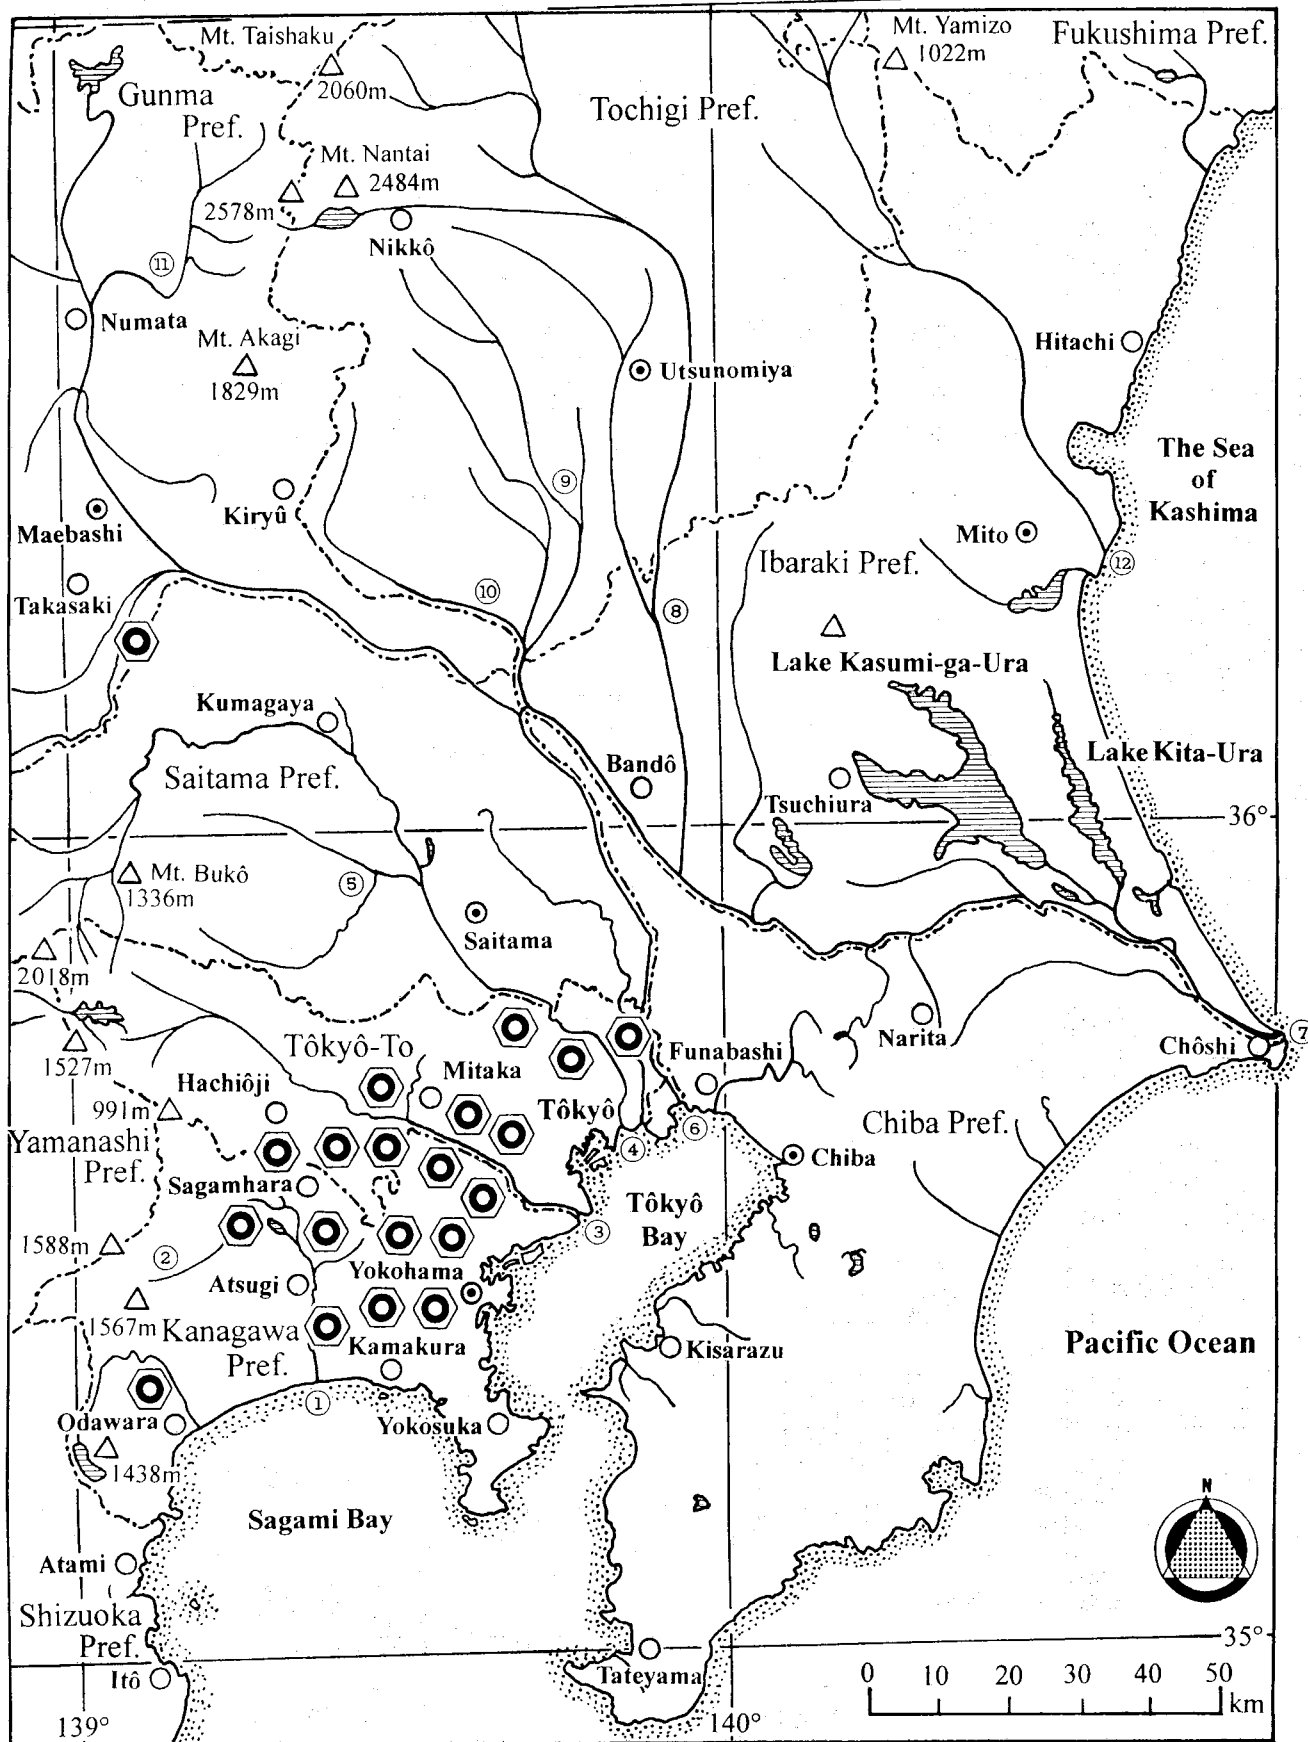 Mt. Taishaku
2060m
Mt. Yamizo
1022m
Fukushima Pref.
Gunma
Pref.
Tochigi Pref.
Mt. Nantai
2484m
2578m
Nikkô
⑪
Numata
Mt. Akagi
1829m
Hitachi
Utsunomiya
The Sea
of
Kashima
⑨
Kiryû
Maebashi
Mito
Ibaraki Pref.
⑫
Takasaki
⑩
⑧
Lake Kasumi-ga-Ura
Kumagaya
Lake Kita-Ura
Saitama Pref.
Bandô
Tsuchiura
36°
Mt. Bukô
1336m
⑤
Saitama
2018m
Narita
Chôshi
⑦
1527m
Tôkyô-To
Mitaka
Funabashi
Hachiôji
991m
Tôkyô
⑥
Chiba Pref.
Yamanashi
Pref.
④
Chiba
Sagamhara
Tôkyô
Bay
③
1588m
②
Atsugi
Yokohama
1567m
Kanagawa
Pref.
Kamakura
Kisarazu
Pacific Ocean
①
Odawara
Yokosuka
1438m
N
Sagami Bay
Atami
Shizuoka
Pref.
35°
Itô
Tateyama
0 10 20 30 40 50
km
139°
140°